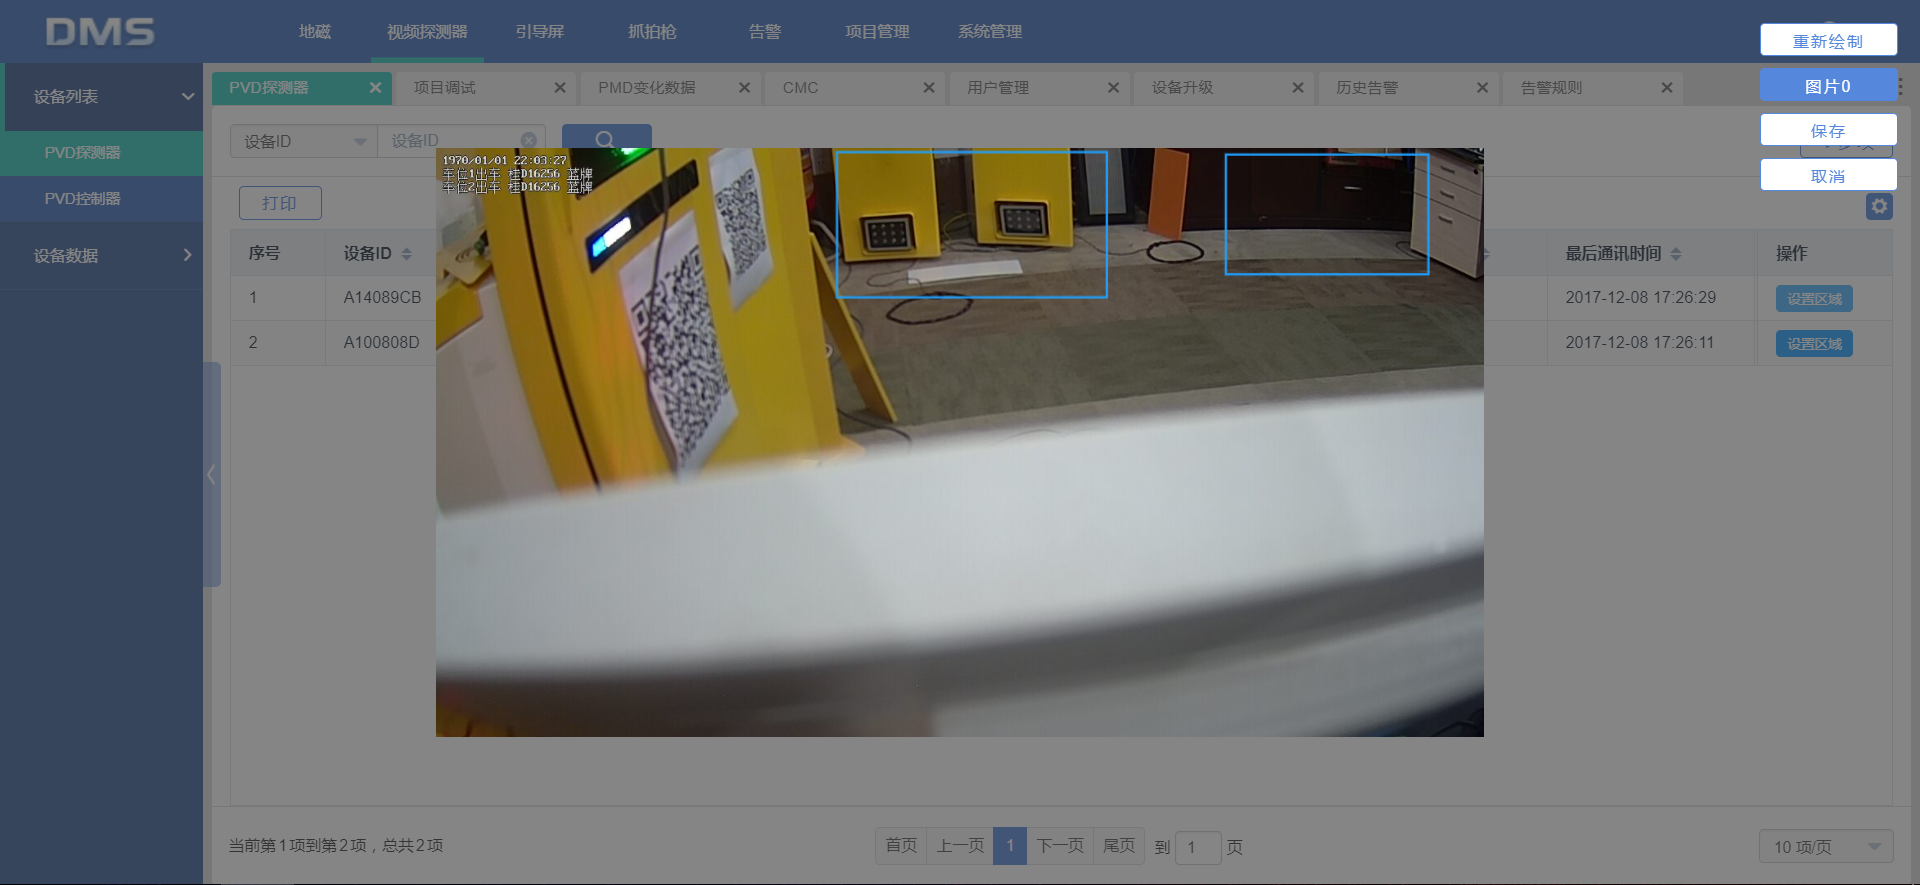 DMS
地磁 视频探测器 引导屏 抓拍枪 告警 项目管理 系统管理
重新绘制
图片0
保存
取消
设备列表
PVD探测器
PVD控制器
设备数据
PVD探测器 项目调试 PMD变化数据 CMC 用户管理 设备升级 历史告警 告警规则
设备ID 设备ID
打印
序号 设备ID 最后通讯时间 操作
1 A14089CB 2017-12-08 17:26:29 设置区域
2 A100808D 2017-12-08 17:26:11 设置区域
1970/01/01 22:03:27
车位1出车 桂D16256 蓝牌
车位2出车 桂D16256 蓝牌
当前第1项到第2项，总共2项
首页 上一页 1 下一页 尾页 到 1 页
10 项/页